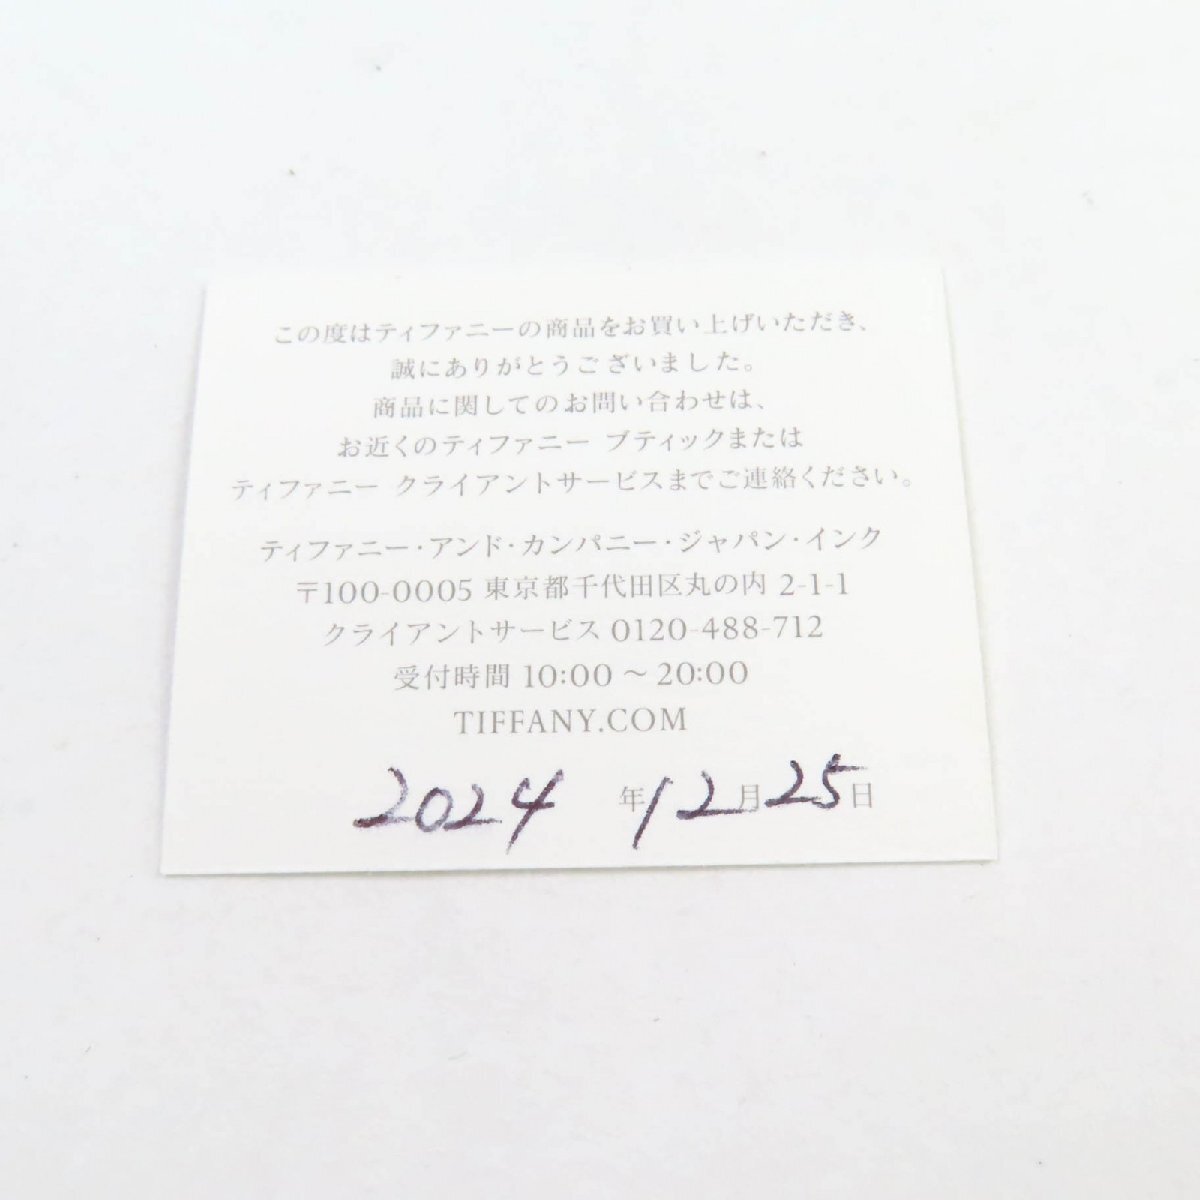 この度はティファニーの商品をお買い上げいただき、
誠にありがとうございました。
商品に関してのお問い合わせは、
お近くのティファニー ブティックまたは
ティファニー クライアントサービスまでご連絡ください。
ティファニー・アンド・カンパニー・ジャパン・インク
〒100-0005 東京都千代田区丸の内 2-1-1
クライアントサービス 0120-488-712
受付時間 10:00 〜 20:00
TIFFANY.COM
2024 年 12 月 25 日